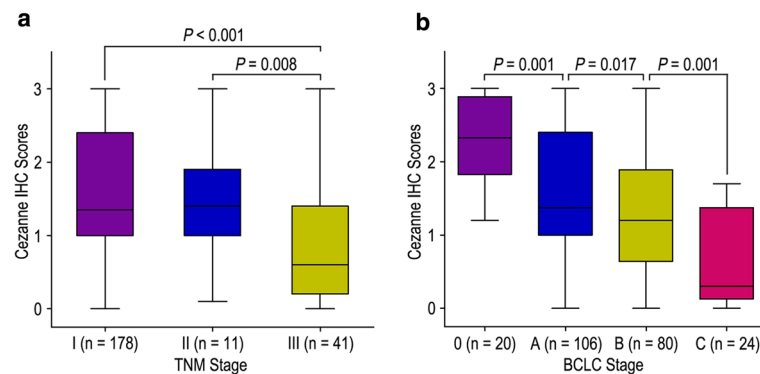 a
P < 0.001
P = 0.008
Cezanne IHC Scores
3
2
1
0
I (n = 178) II (n = 11) III (n = 41)
TNM Stage
b
P = 0.001 P = 0.017 P = 0.001
Cezanne IHC Scores
3
2
1
0
0 (n = 20) A (n = 106) B (n = 80) C (n = 24)
BCLC Stage